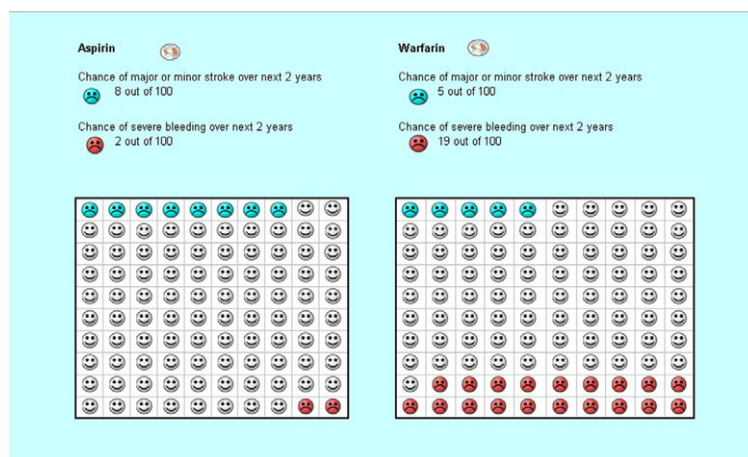 Aspirin
Chance of major or minor stroke over next 2 years
8 out of 100
Chance of severe bleeding over next 2 years
2 out of 100
Warfarin
Chance of major or minor stroke over next 2 years
5 out of 100
Chance of severe bleeding over next 2 years
19 out of 100